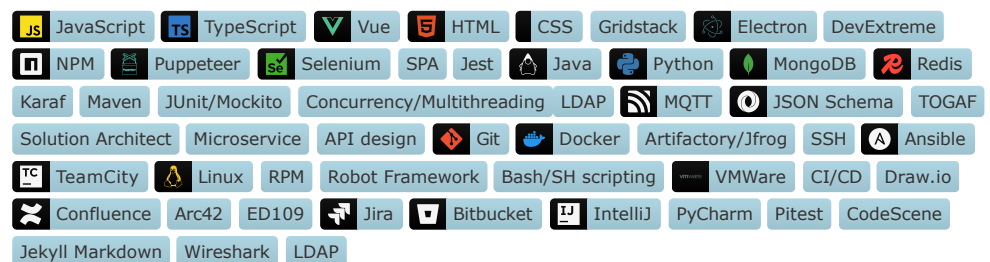 JS JavaScript TS TypeScript Vue HTML CSS Gridstack Electron DevExtreme
NPM Puppeteer Se Selenium SPA Jest Java Python MongoDB Redis
Karaf Maven JUnit/Mockito Concurrency/Multithreading LDAP MQTT JSON Schema TOGAF
Solution Architect Microservice API design Git Docker Artifactory/Jfrog SSH Ansible
TC TeamCity Linux RPM Robot Framework Bash/SH scripting vmware VMWare CI/CD Draw.io
Confluence Arc42 ED109 Jira Bitbucket IJ IntelliJ PyCharm Pitest CodeScene
Jekyll Markdown Wireshark LDAP